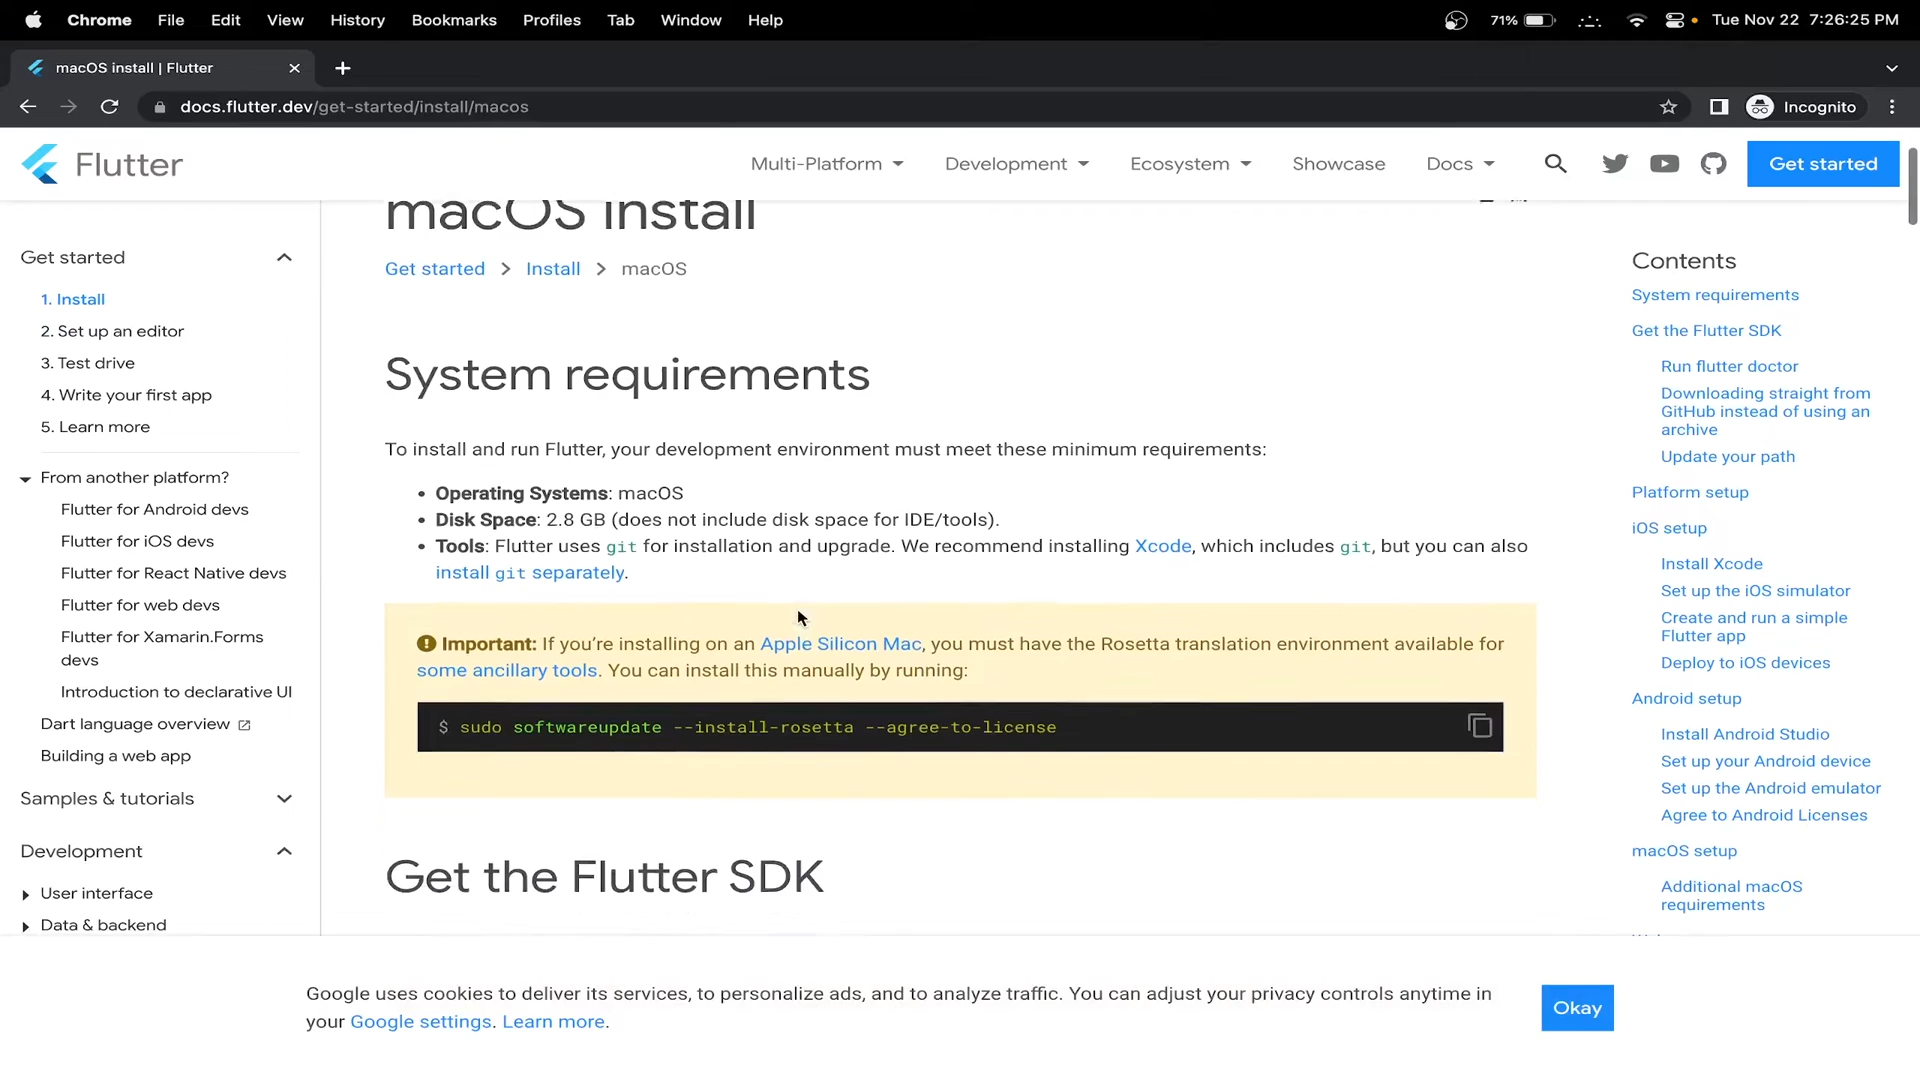 Chrome File Edit View History Bookmarks Profiles Tab Window Help 71% Tue Nov 22 7:26:25 PM
macOS install | Flutter
docs.flutter.dev/get-started/install/macos Incognito
Flutter Multi-Platform Development Ecosystem Showcase Docs Get started
Get started
1. Install
2. Set up an editor
3. Test drive
4. Write your first app
5. Learn more
From another platform?
Flutter for Android devs
Flutter for iOS devs
Flutter for React Native devs
Flutter for web devs
Flutter for Xamarin.Forms
devs
Introduction to declarative UI
Dart language overview
Building a web app
Samples & tutorials
Development
User interface
Data & backend
macOS install
Get started > Install > macOS
System requirements
To install and run Flutter, your development environment must meet these minimum requirements:
• Operating Systems: macOS
• Disk Space: 2.8 GB (does not include disk space for IDE/tools).
• Tools: Flutter uses git for installation and upgrade. We recommend installing Xcode, which includes git, but you can also
install git separately.
Important: If you’re installing on an Apple Silicon Mac, you must have the Rosetta translation environment available for
some ancillary tools. You can install this manually by running:
$ sudo softwareupdate --install-rosetta --agree-to-license
Get the Flutter SDK
Contents
System requirements
Get the Flutter SDK
Run flutter doctor
Downloading straight from
GitHub instead of using an
archive
Update your path
Platform setup
iOS setup
Install Xcode
Set up the iOS simulator
Create and run a simple
Flutter app
Deploy to iOS devices
Android setup
Install Android Studio
Set up your Android device
Set up the Android emulator
Agree to Android Licenses
macOS setup
Additional macOS
requirements
Google uses cookies to deliver its services, to personalize ads, and to analyze traffic. You can adjust your privacy controls anytime in
your Google settings. Learn more.
Okay